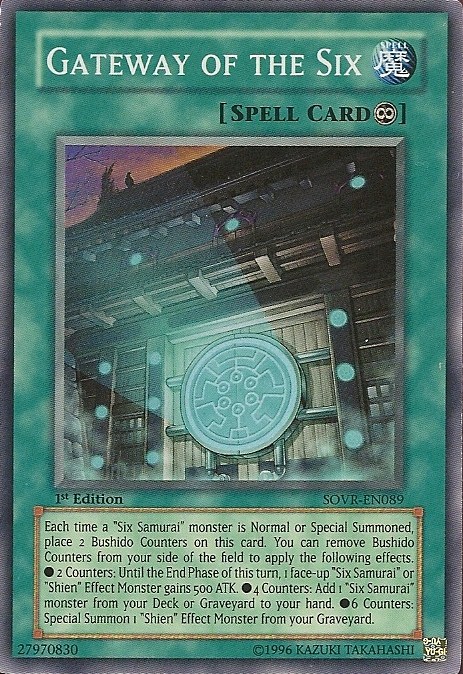 GATEWAY OF THE SIX
SPELL
魔
[SPELL CARD∞]
1st Edition
SOVR-EN089
Each time a "Six Samurai" monster is Normal or Special Summoned,
place 2 Bushido Counters on this card. You can remove Bushido
Counters from your side of the field to apply the following effects.
●2 Counters: Until the End Phase of this turn, 1 face-up "Six Samurai" or
"Shien" Effect Monster gains 500 ATK. ●4 Counters: Add 1 "Six Samurai"
monster from your Deck or Graveyard to your hand. ●6 Counters:
Special Summon 1 "Shien" Effect Monster from your Graveyard.
27970830
©1996 KAZUKI TAKAHASHI